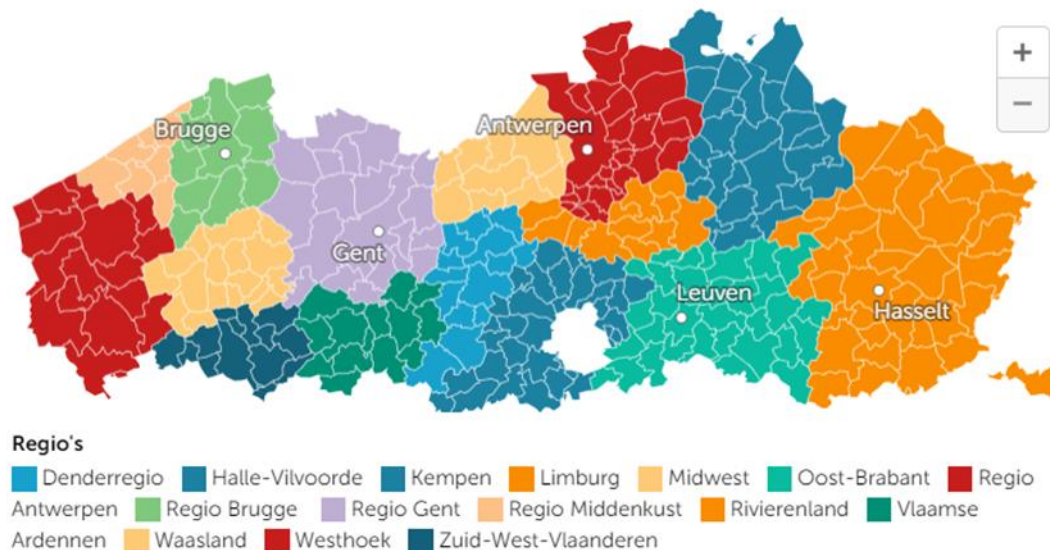 +
Brugge
Antwerpen
−
Gent
Leuven
Hasselt
Regio's
Denderregio Halle-Vilvoorde Kempen Limburg Midwest Oost-Brabant Regio
Antwerpen Regio Brugge Regio Gent Regio Middenkust Rivierenland Vlaamse
Ardennen Waasland Westhoek Zuid-West-Vlaanderen